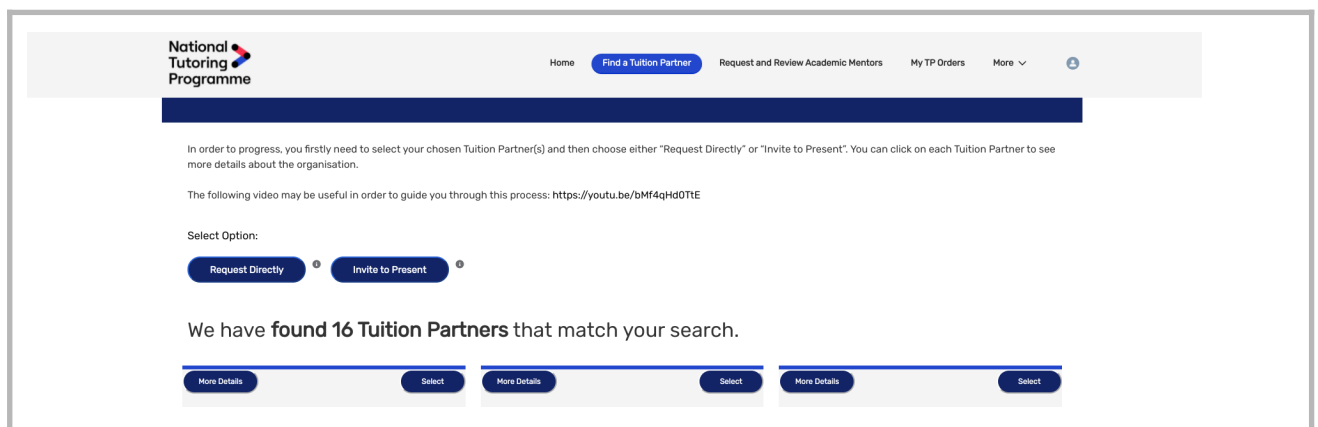 National
Tutoring
Programme
Home Find a Tuition Partner Request and Review Academic Mentors My TP Orders More
In order to progress, you firstly need to select your chosen Tuition Partner(s) and then choose either “Request Directly” or “Invite to Present”. You can click on each Tuition Partner to see
more details about the organisation.
The following video may be useful in order to guide you through this process: https://youtu.be/bMf4qHd0TtE
Select Option:
Request Directly Invite to Present
We have found 16 Tuition Partners that match your search.
More Details Select More Details Select More Details Select